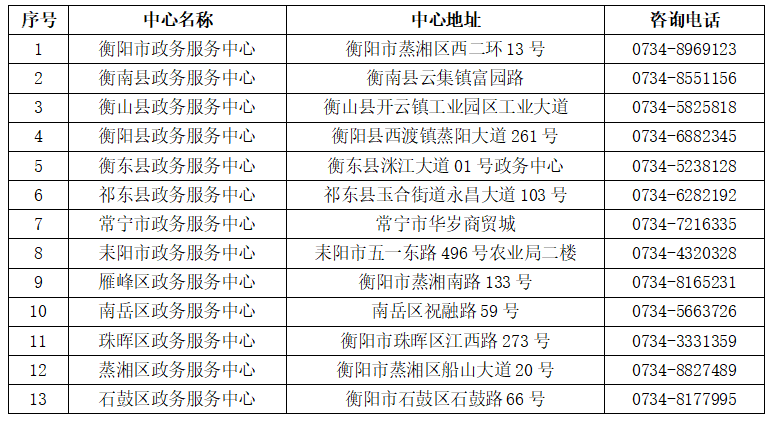 序号 中心名称 中心地址 咨询电话
1 衡阳市政务服务中心 衡阳市蒸湘区西二环 13 号 0734-8969123
2 衡南县政务服务中心 衡南县云集镇富园路 0734-8551156
3 衡山县政务服务中心 衡山县开云镇工业园区工业大道 0734-5825818
4 衡阳县政务服务中心 衡阳县西渡镇蒸阳大道 261 号 0734-6882345
5 衡东县政务服务中心 衡东县洣江大道 01 号政务中心 0734-5238128
6 祁东县政务服务中心 祁东县玉合街道永昌大道 103 号 0734-6282192
7 常宁市政务服务中心 常宁市华岁商贸城 0734-7216335
8 耒阳市政务服务中心 耒阳市五一东路 496 号农业局二楼 0734-4320328
9 雁峰区政务服务中心 衡阳市蒸湘南路 133 号 0734-8165231
10 南岳区政务服务中心 南岳区祝融路 59 号 0734-5663726
11 珠晖区政务服务中心 衡阳市珠晖区江西路 273 号 0734-3331359
12 蒸湘区政务服务中心 衡阳市蒸湘区船山大道 20 号 0734-8827489
13 石鼓区政务服务中心 衡阳市石鼓区石鼓路 66 号 0734-8177995